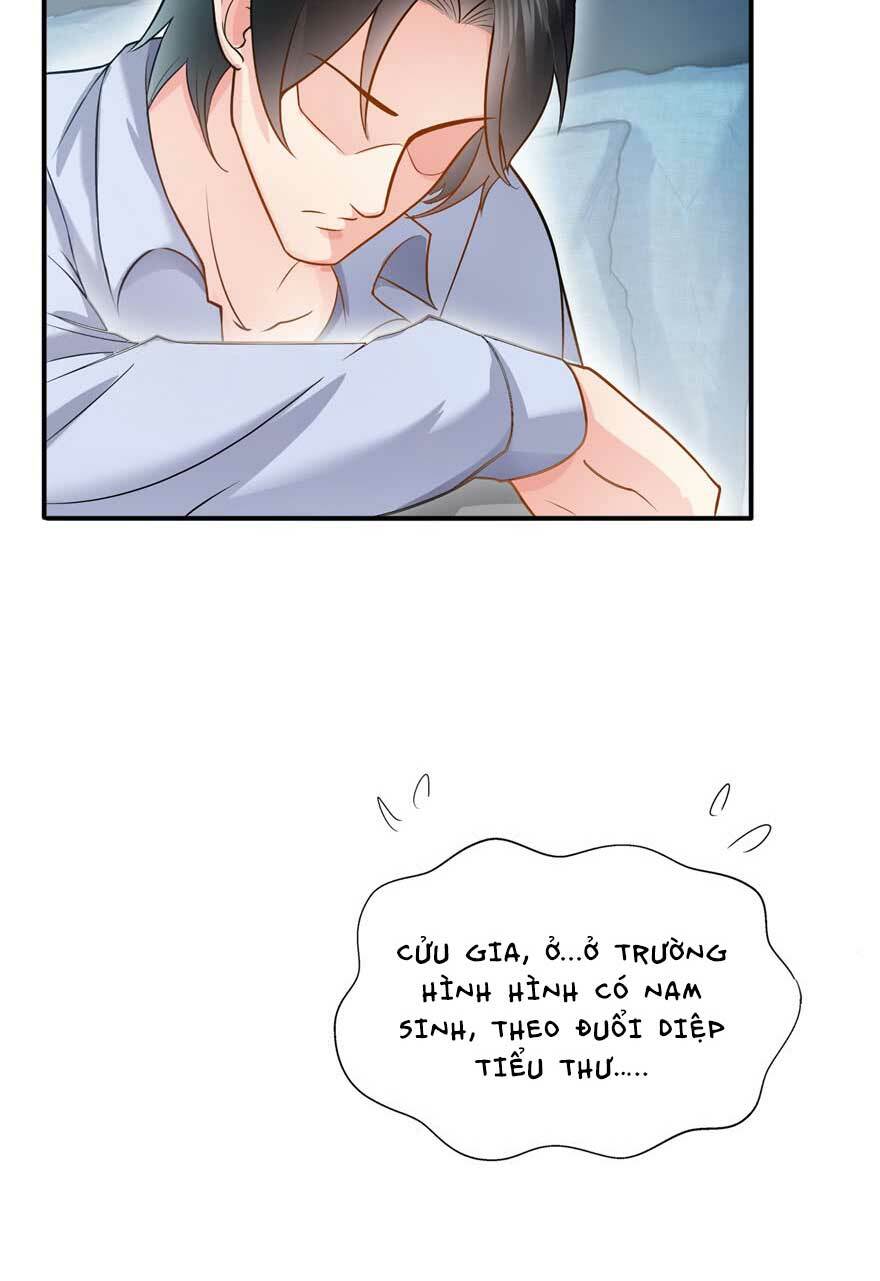 CỬU GIA, Ở...Ở TRƯỜNG
HÌNH HÌNH CÓ NAM
SINH, THEO ĐUỔI DIỆP
TIỂU THƯ.....